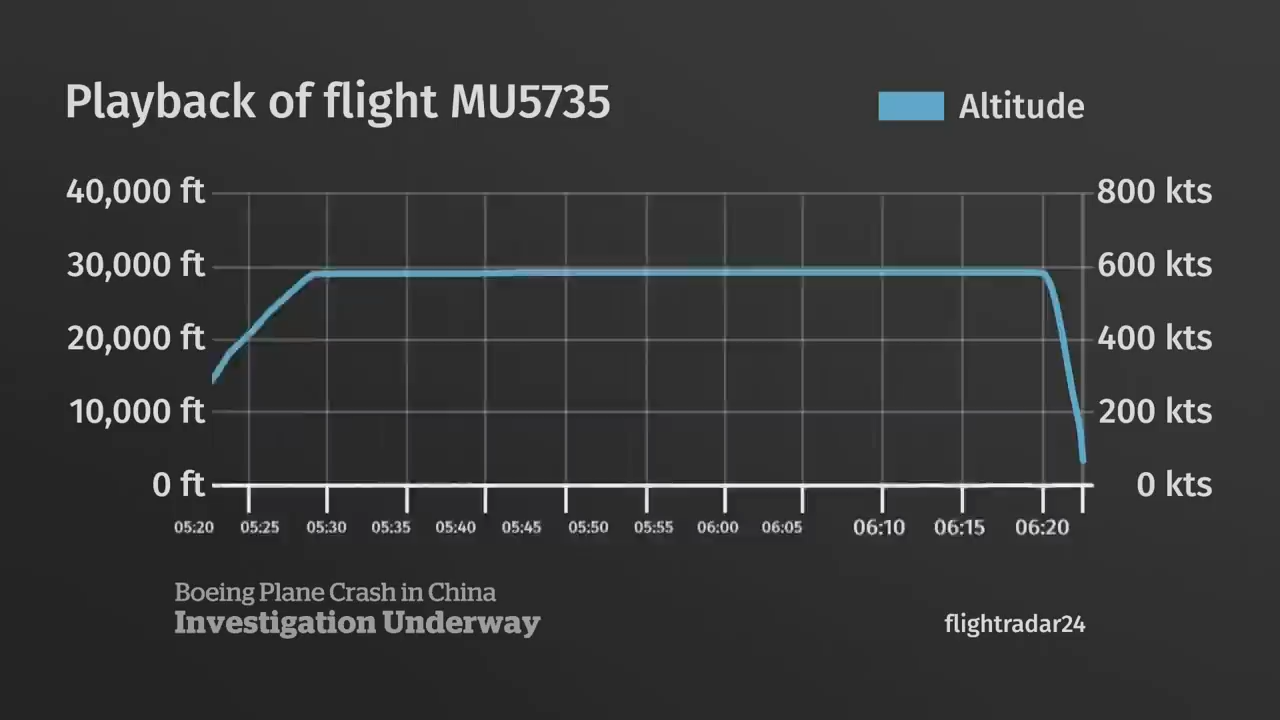 Playback of flight MU5735
Altitude
40,000 ft
800 kts
30,000 ft
600 kts
20,000 ft
400 kts
10,000 ft
200 kts
0 ft
0 kts
05:20 05:25 05:30 05:35 05:40 05:45 05:50 05:55 06:00 06:05 06:10 06:15 06:20
Boeing Plane Crash in China
Investigation Underway
flightradar24